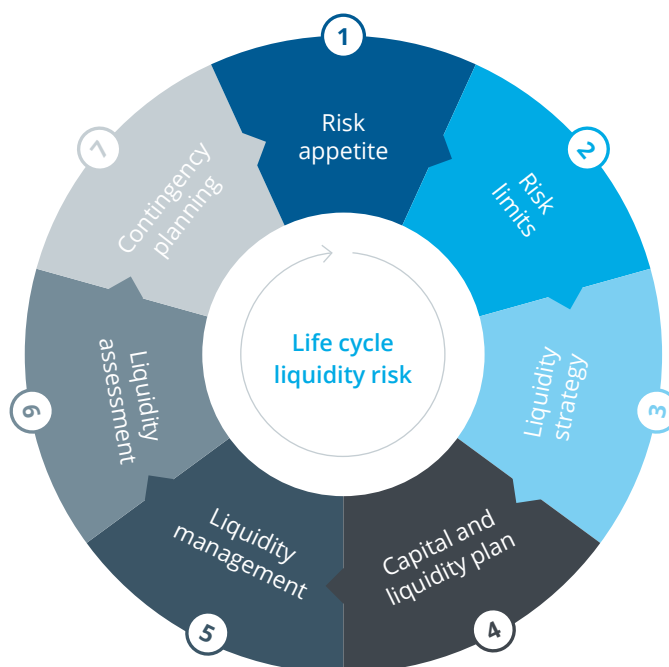 1
Risk
appetite
2
Risk
limits
3
Liquidity
strategy
4
Capital and
liquidity plan
5
Liquidity
management
6
Liquidity
assessment
7
Contingency
planning
Life cycle
liquidity risk